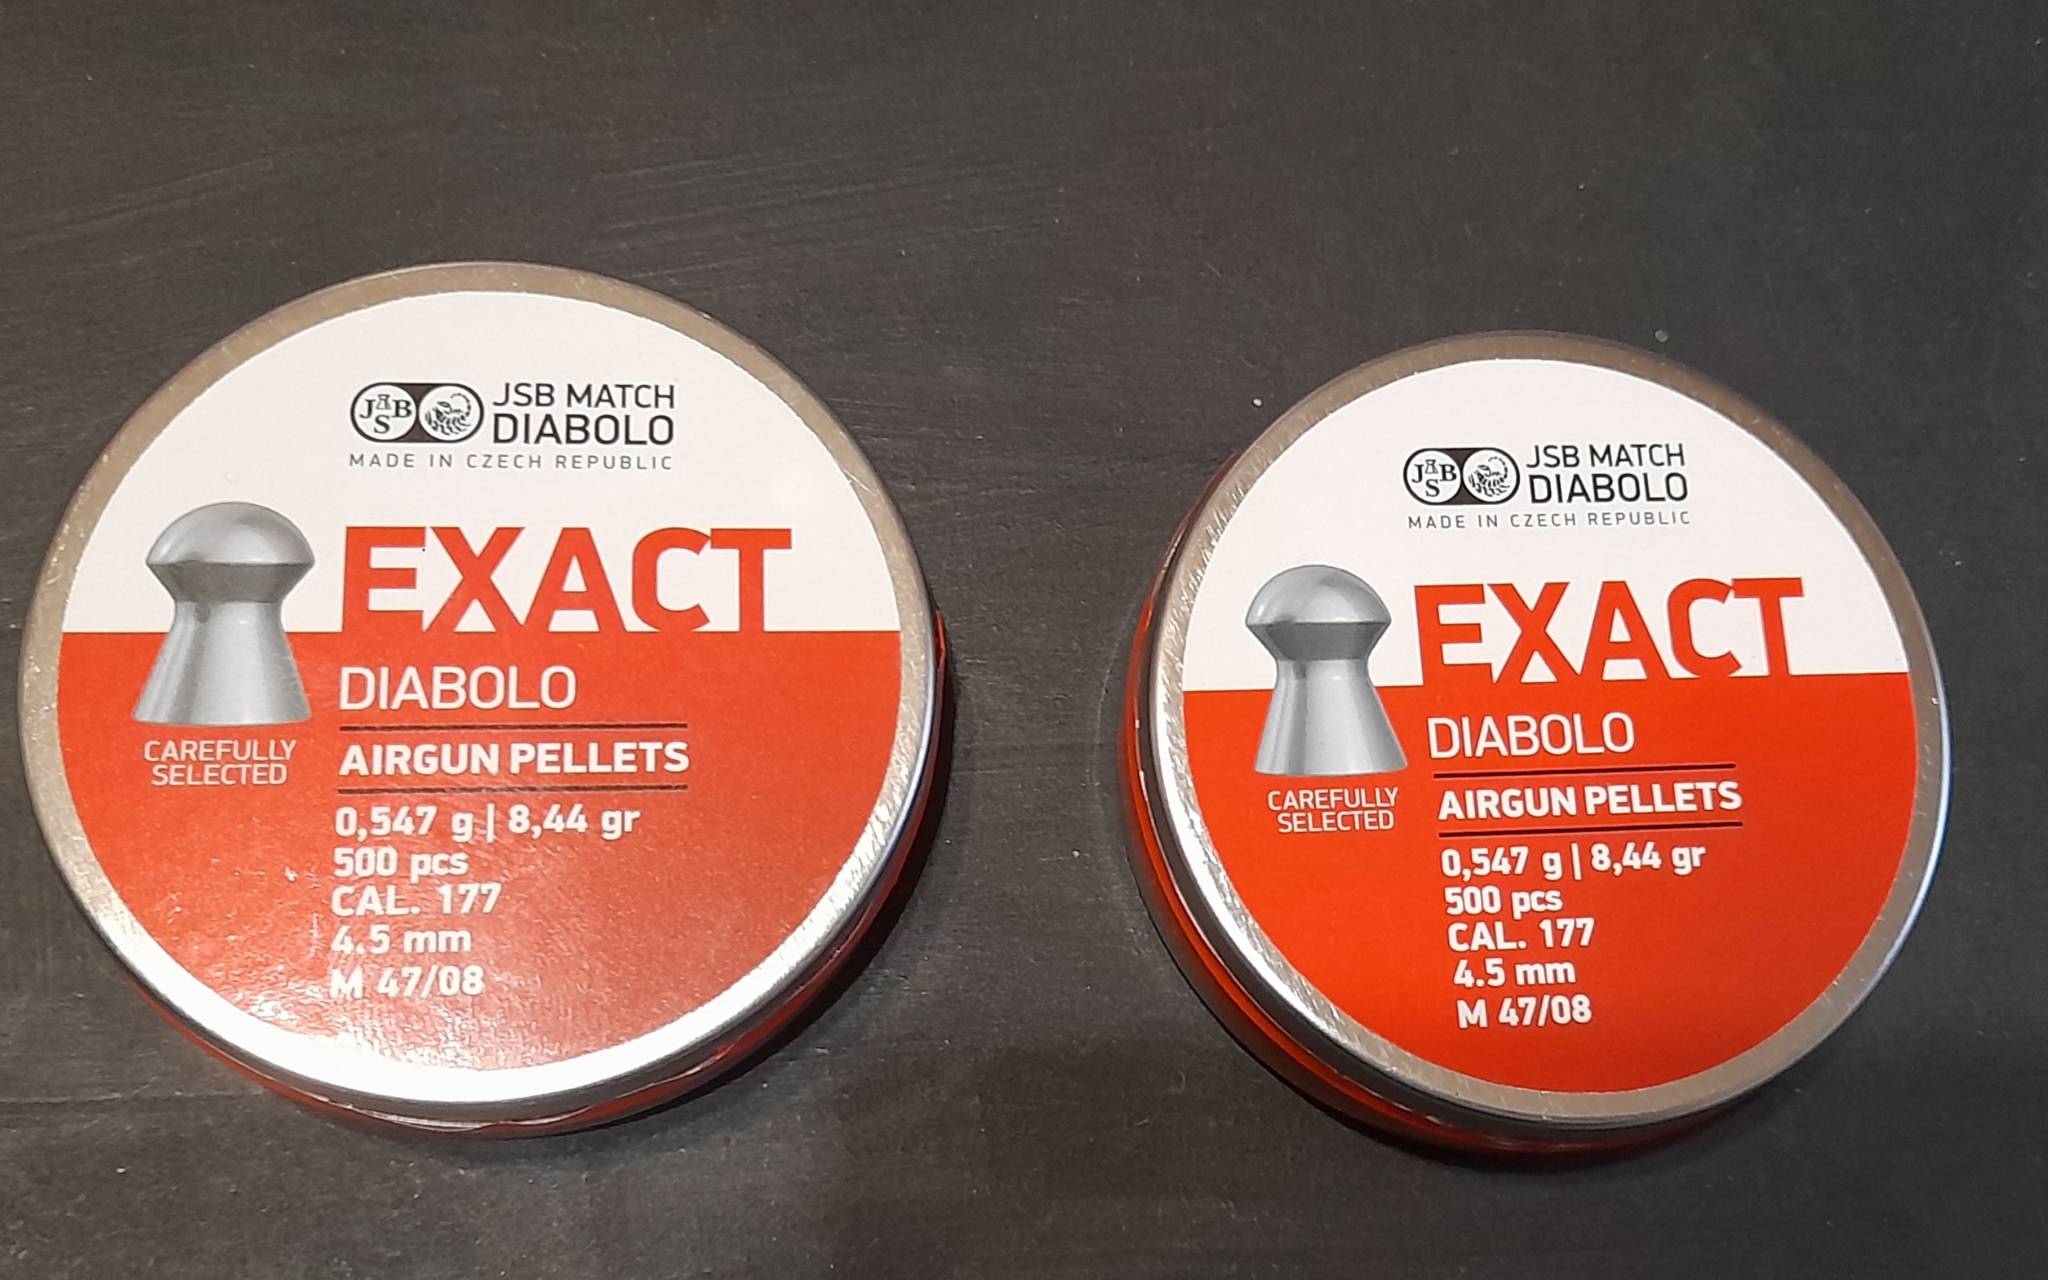 JSB MATCH
DIABOLO
MADE IN CZECH REPUBLIC
EXACT
DIABOLO
AIRGUN PELLETS
CAREFULLY
SELECTED
0,547 g | 8,44 gr
500 pcs
CAL. 177
4.5 mm
M 47/08
JSB MATCH
DIABOLO
MADE IN CZECH REPUBLIC
EXACT
DIABOLO
AIRGUN PELLETS
CAREFULLY
SELECTED
0,547 g | 8,44 gr
500 pcs
CAL. 177
4.5 mm
M 47/08